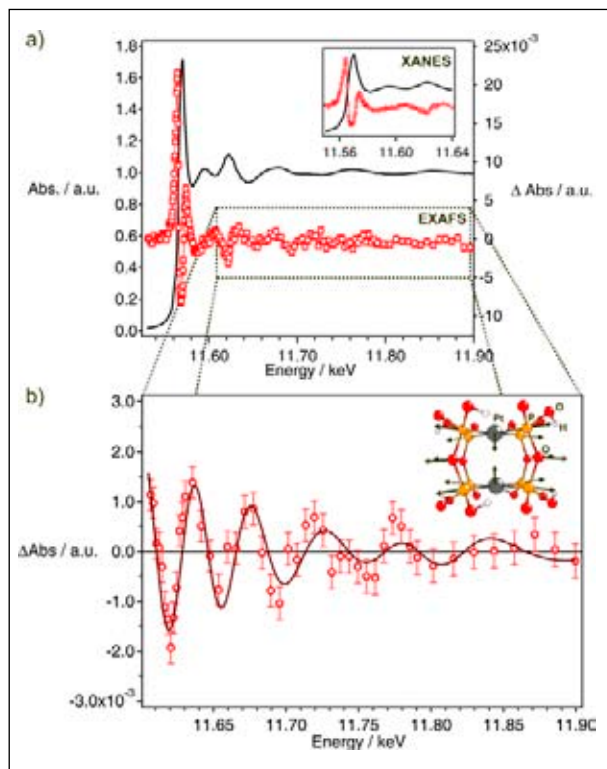 a)
1.8
1.6
1.4
1.2
1.0
0.8
0.6
0.4
0.2
0.0
Abs. / a.u.
XANES
11.56 11.60 11.64
EXAFS
25x10⁻³
20
15
10
5
0
-5
10
Δ Abs / a.u.
11.60 11.70 11.80 11.90
Energy / keV
b)
3.0
2.0
1.0
0.0
-1.0
-2.0
-3.0x10⁻³
ΔAbs / a.u.
Pt P O
H
O
11.65 11.70 11.75 11.80 11.85 11.90
Energy / keV